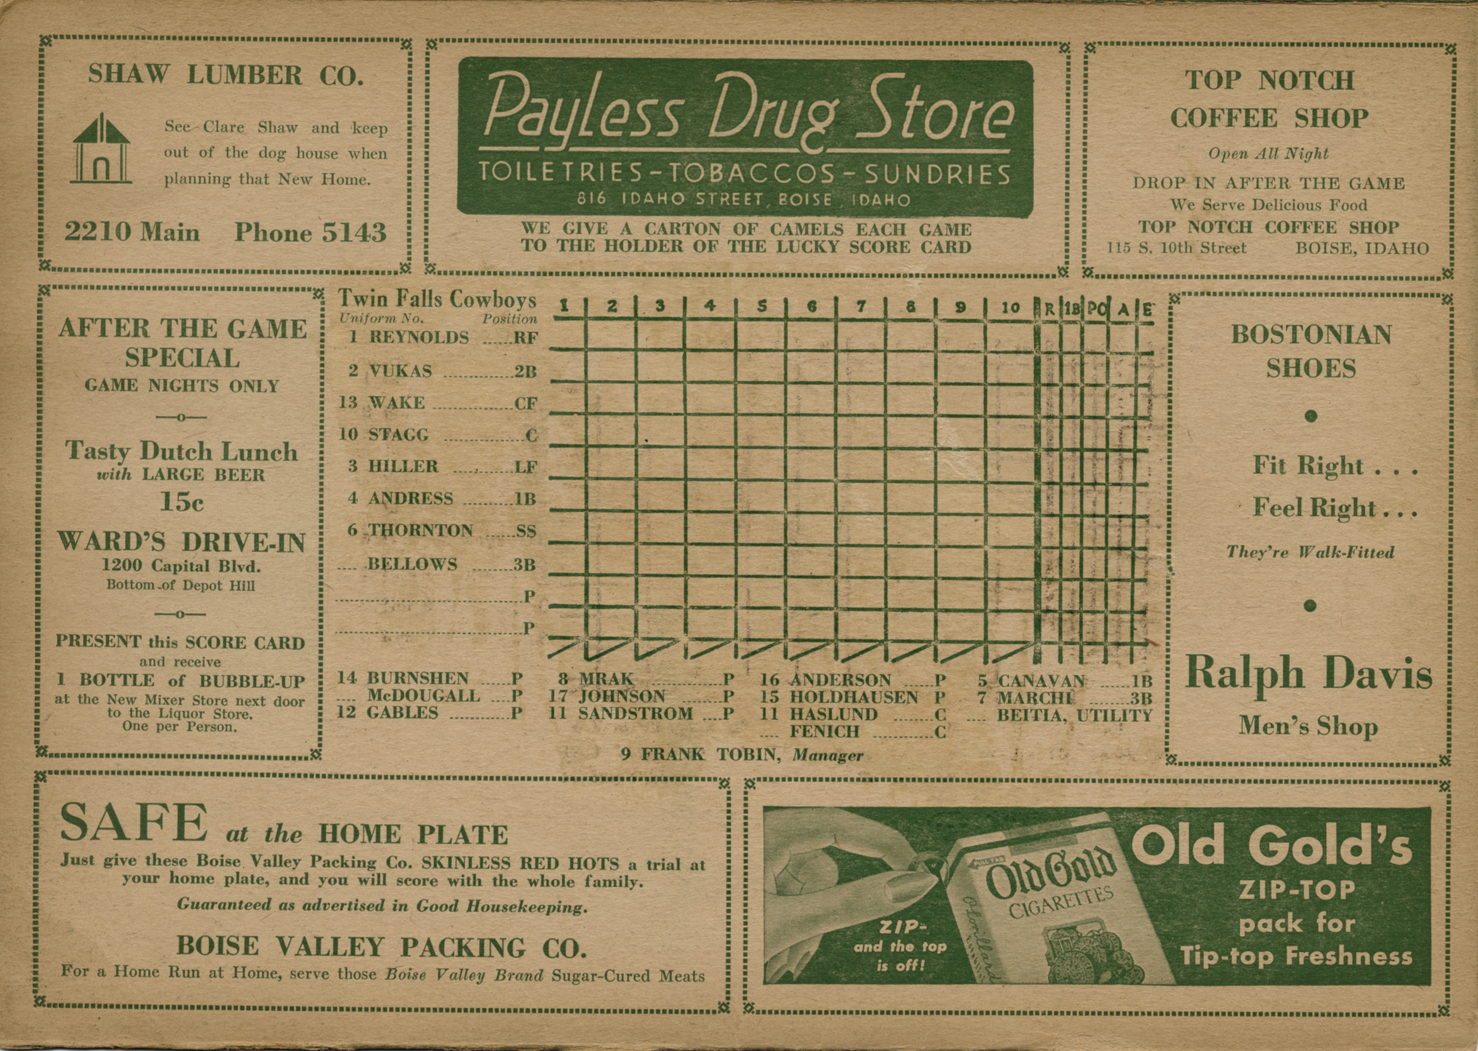 SHAW LUMBER CO.
See Clare Shaw and keep
out of the dog house when
planning that New Home.
2210 Main Phone 5143
PayLess Drug Store
TOILETRIES-TOBACCOS-SUNDRIES
816 IDAHO STREET, BOISE, IDAHO
WE GIVE A CARTON OF CAMELS EACH GAME
TO THE HOLDER OF THE LUCKY SCORE CARD
TOP NOTCH
COFFEE SHOP
Open All Night
DROP IN AFTER THE GAME
We Serve Delicious Food
TOP NOTCH COFFEE SHOP
115 S. 10th Street BOISE, IDAHO
AFTER THE GAME
SPECIAL
GAME NIGHTS ONLY
Tasty Dutch Lunch
with LARGE BEER
15c
WARD'S DRIVE-IN
1200 Capital Blvd.
Bottom of Depot Hill
PRESENT this SCORE CARD
and receive
1 BOTTLE of BUBBLE-UP
at the New Mixer Store next door
to the Liquor Store.
One per Person.
Twin Falls Cowboys 1 2 3 4 5 6 7 8 9 10 R 1B PO A E
Uniform No. Position
1 REYNOLDS ......RF
2 VUKAS ..............2B
13 WAKE ................CF
10 STAGG ................C
3 HILLER ............LF
4 ANDRESS ..........1B
6 THORNTON ........SS
.... BELLOWS ........3B
........................................P
........................................P
14 BURNSHEN ......P 8 MRAK ..................P 16 ANDERSON ....P 5 CANAVAN ......1B
.... McDOUGALL ....P 17 JOHNSON ..........P 15 HOLDHAUSEN P 7 MARCHI ..........3B
12 GABLES ............P 11 SANDSTROM ....P 11 HASLUND ........C .... BEITIA, UTILITY
.... FENICH ............C
9 FRANK TOBIN, Manager
BOSTONIAN
SHOES
Fit Right . . .
Feel Right . . .
They're Walk-Fitted
Ralph Davis
Men's Shop
SAFE at the HOME PLATE
Just give these Boise Valley Packing Co. SKINLESS RED HOTS a trial at
your home plate, and you will score with the whole family.
Guaranteed as advertised in Good Housekeeping.
BOISE VALLEY PACKING CO.
For a Home Run at Home, serve those Boise Valley Brand Sugar-Cured Meats
ZIP-
and the top
is off!
Old Gold
CIGARETTES
P. Lorillard
Old Gold's
ZIP-TOP
pack for
Tip-top Freshness